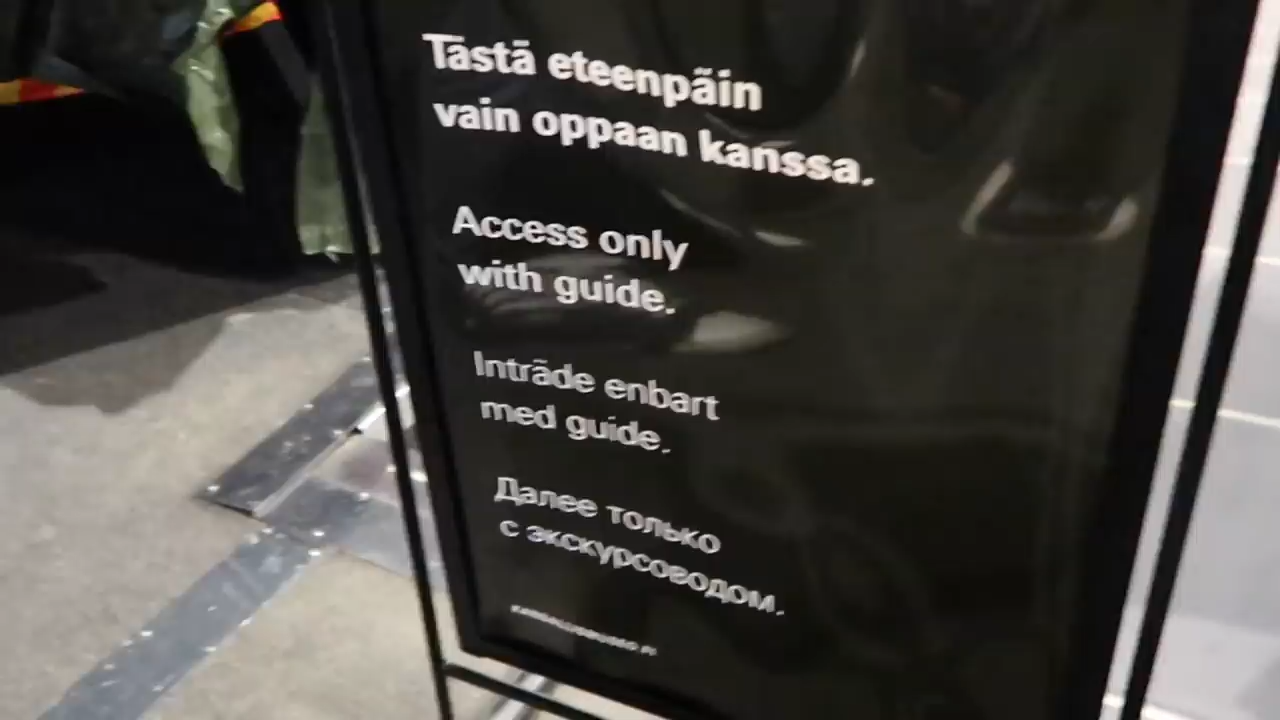 Tästä eteenpäin
vain oppaan kanssa.
Access only
with guide.
Inträde enbart
med guide.
Далее только
с экскурсоводом.